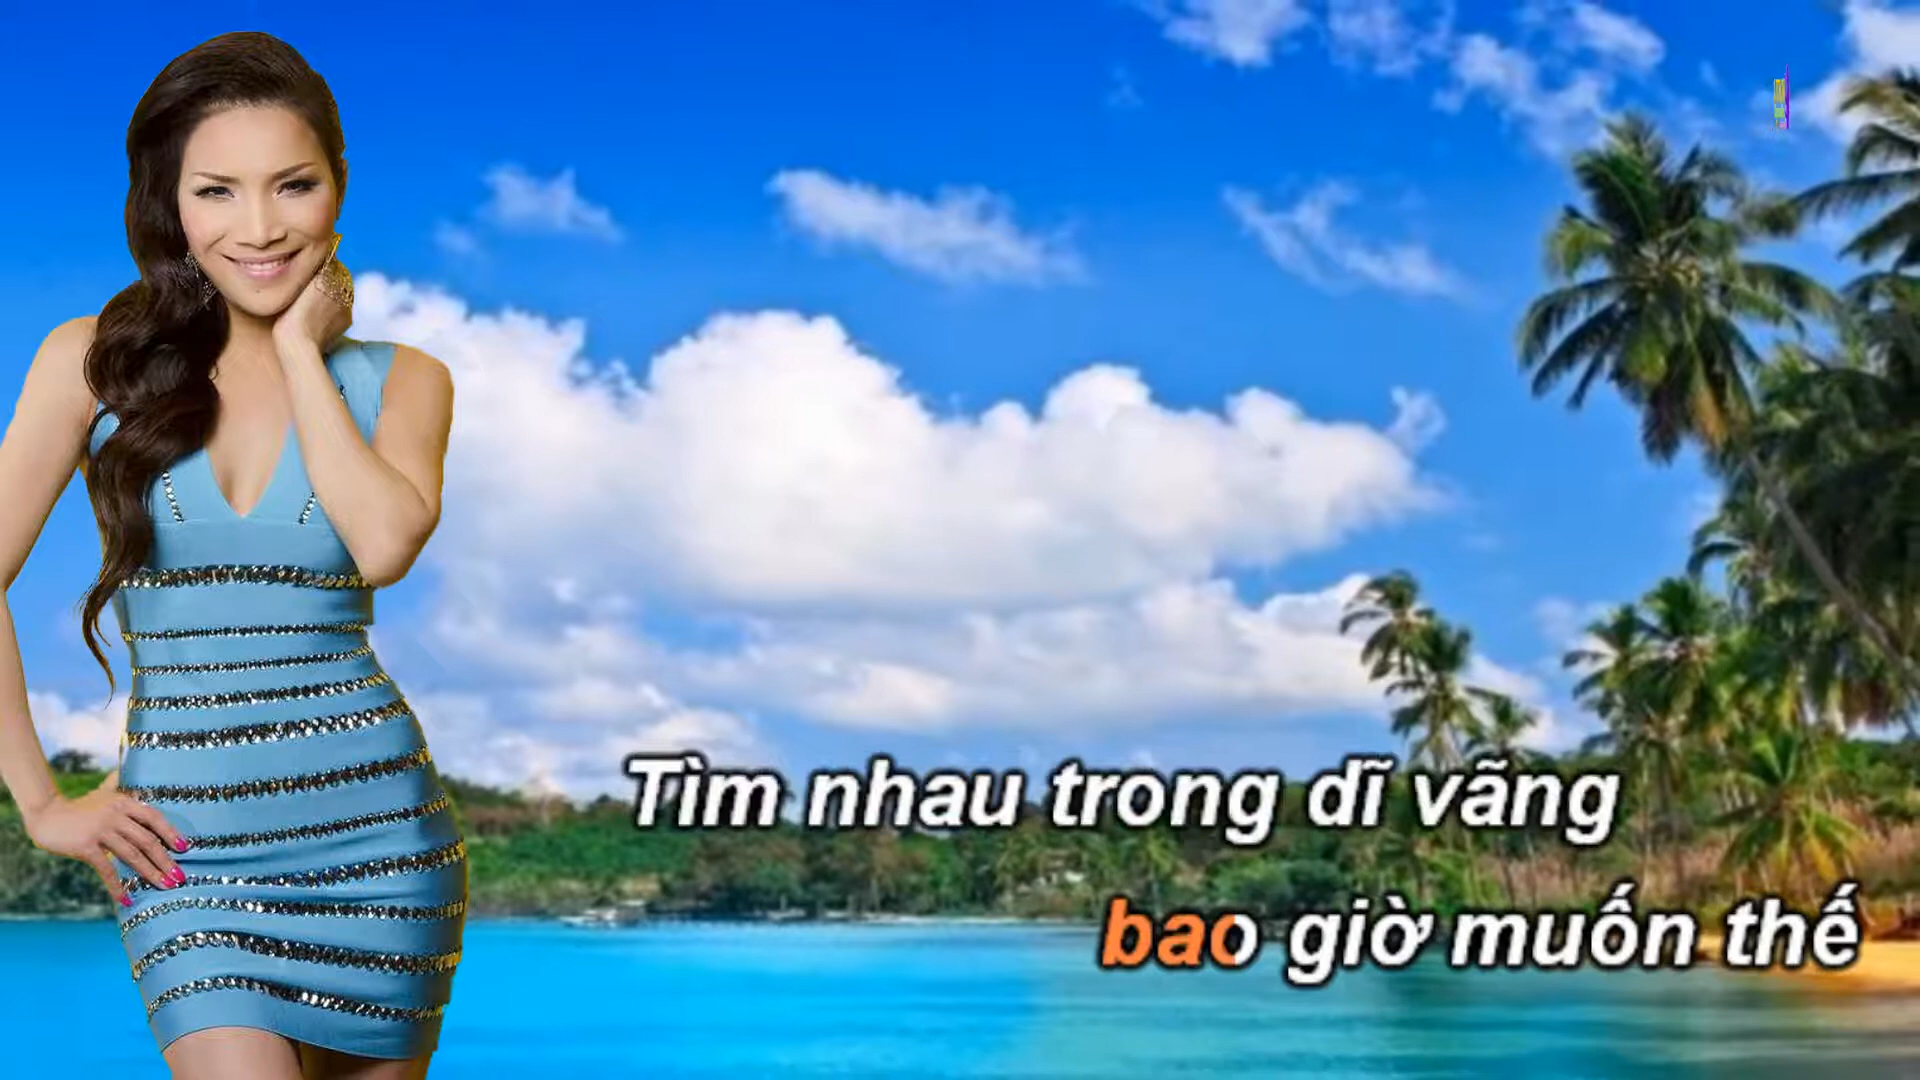 Tìm nhau trong dĩ vãng
bao giờ muốn thế